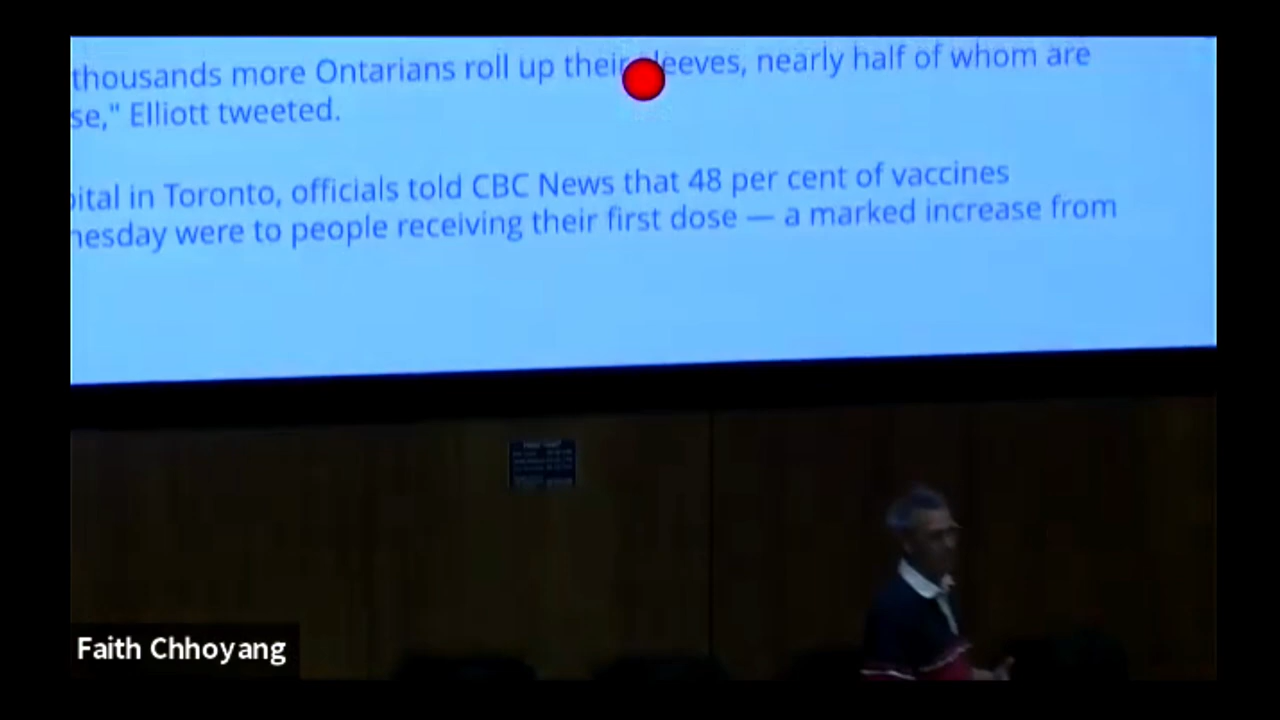 thousands more Ontarians roll up their sleeves, nearly half of whom are
se," Elliott tweeted.
pital in Toronto, officials told CBC News that 48 per cent of vaccines
nesday were to people receiving their first dose — a marked increase from
Faith Chhoyang